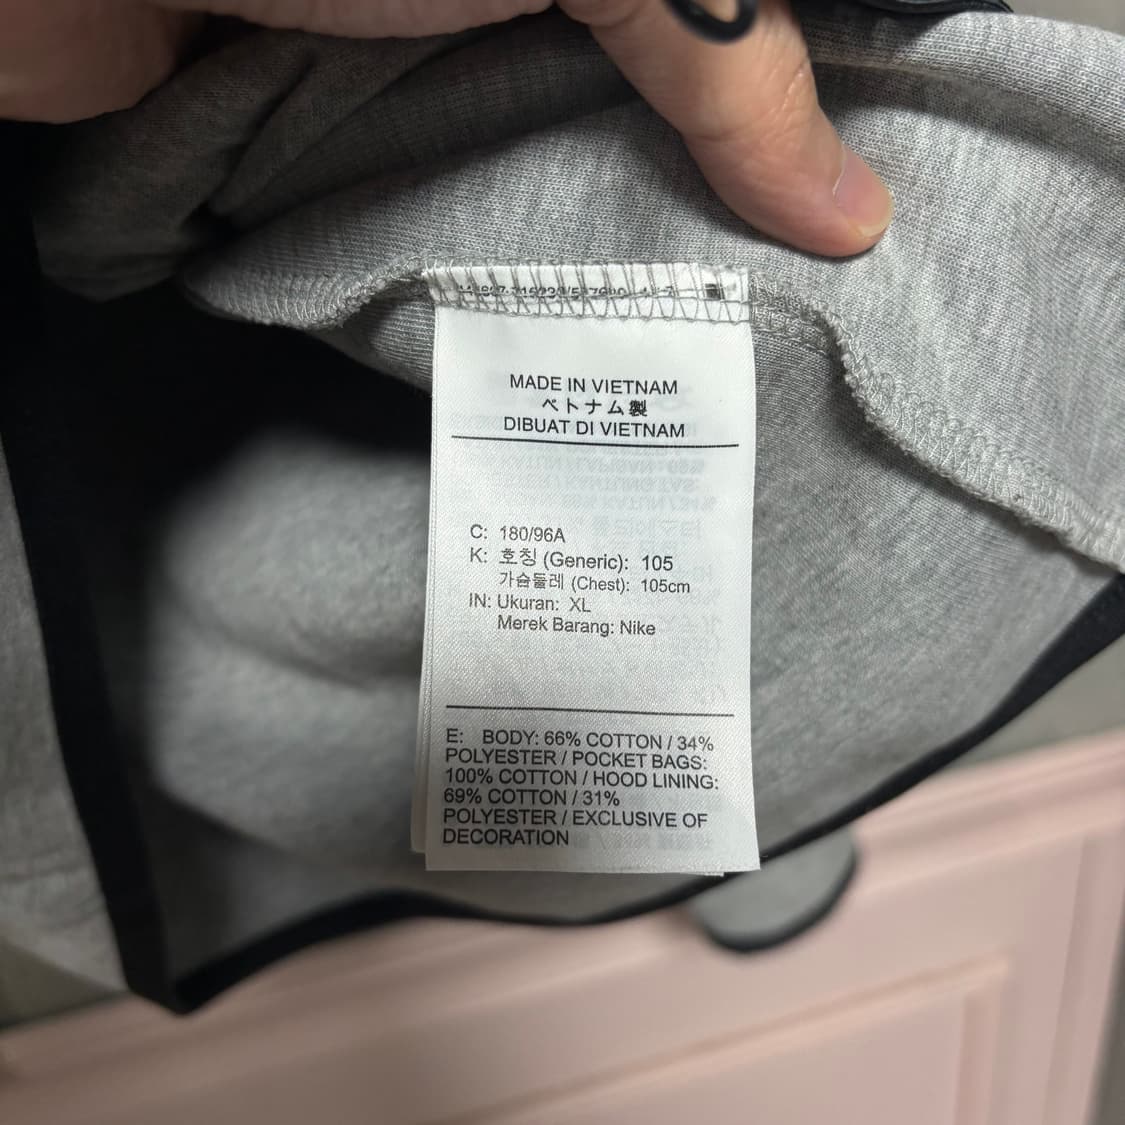 MADE IN VIETNAM
ベトナム製
DIBUAT DI VIETNAM
C: 180/96A
K: 호칭 (Generic): 105
가슴둘레 (Chest): 105cm
IN: Ukuran: XL
Merek Barang: Nike
E: BODY: 66% COTTON / 34%
POLYESTER / POCKET BAGS:
100% COTTON / HOOD LINING:
69% COTTON / 31%
POLYESTER / EXCLUSIVE OF
DECORATION